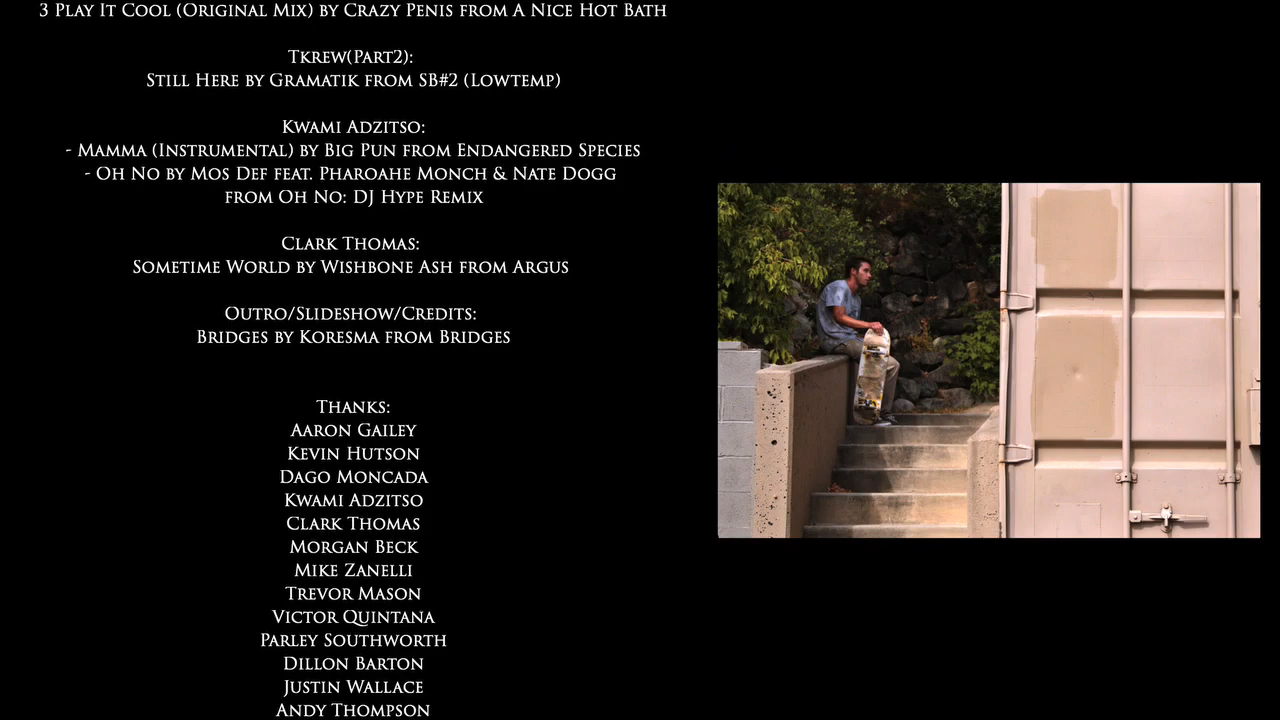 3 Play It Cool (Original Mix) by Crazy Penis from A Nice Hot Bath
Tkrew(Part2):
Still Here by Gramatik from SB#2 (Lowtemp)
Kwami Adzitso:
- Mamma (Instrumental) by Big Pun from Endangered Species
- Oh No by Mos Def feat. Pharoahe Monch & Nate Dogg
from Oh No: DJ Hype Remix
Clark Thomas:
Sometime World by Wishbone Ash from Argus
Outro/Slideshow/Credits:
Bridges by Koresma from Bridges
Thanks:
Aaron Gailey
Kevin Hutson
Dago Moncada
Kwami Adzitso
Clark Thomas
Morgan Beck
Mike Zanelli
Trevor Mason
Victor Quintana
Parley Southworth
Dillon Barton
Justin Wallace
Andy Thompson